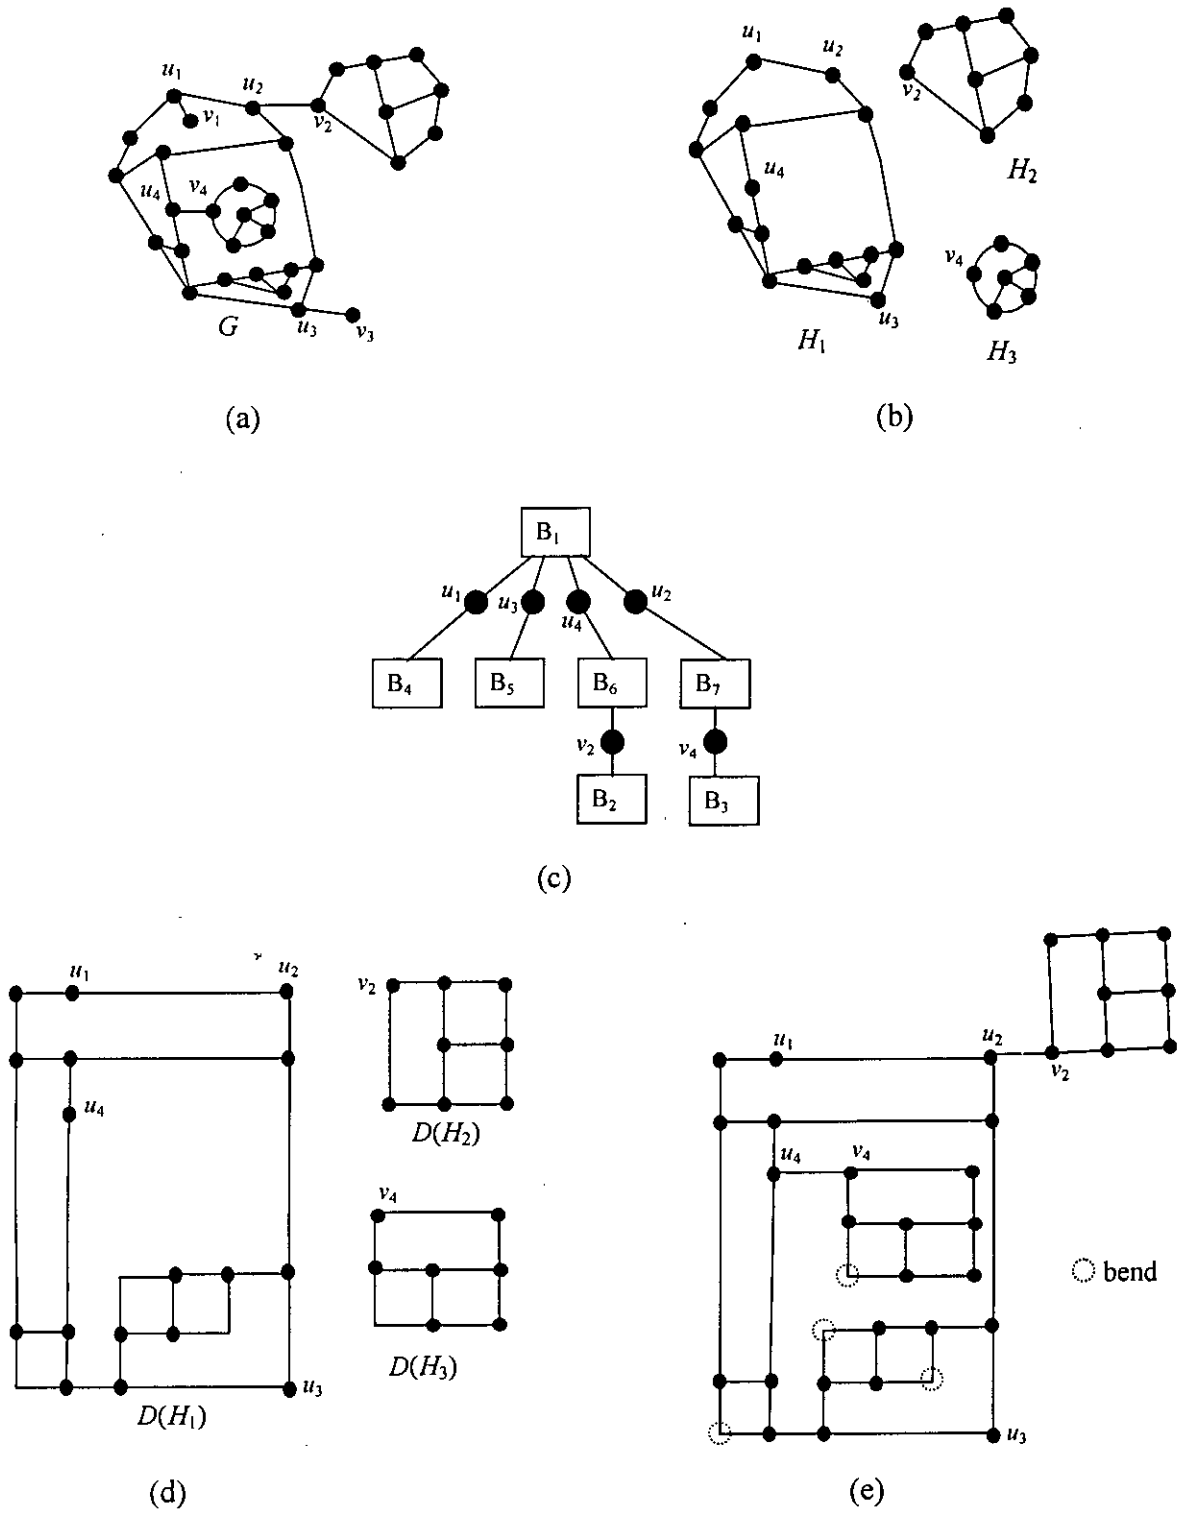 u1 u2 v1 v2
u4 v4
G u3 v3
(a)
u1 u2 v2
H2
u4
v4
u3
H1 H3
(b)
B1
u1 u3 u4 u2
B4 B5 B6 B7
v2 v4
B2 B3
(c)
u1 u2
u4
u3
D(H1)
v2
D(H2)
v4
D(H3)
(d)
u1 u2 v2
u4 v4
bend
u3
(e)